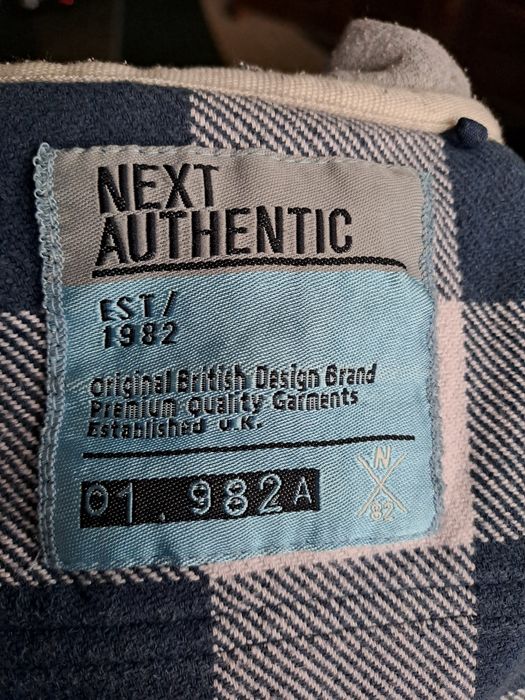 NEXT
AUTHENTIC
EST/
1982
original British Design Brand
Premium Quality Garments
Established U.K.
01.982A
N
82